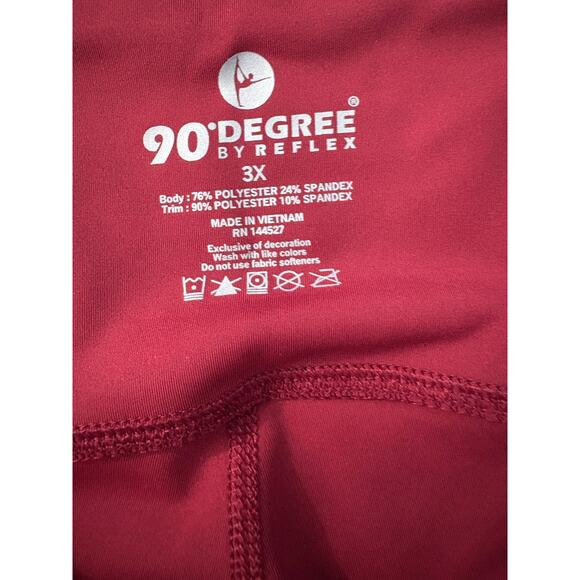 90°DEGREE®
BY REFLEX
3X
Body : 76% POLYESTER 24% SPANDEX
Trim : 90% POLYESTER 10% SPANDEX
MADE IN VIETNAM
RN 144527
Exclusive of decoration
Wash with like colors
Do not use fabric softeners